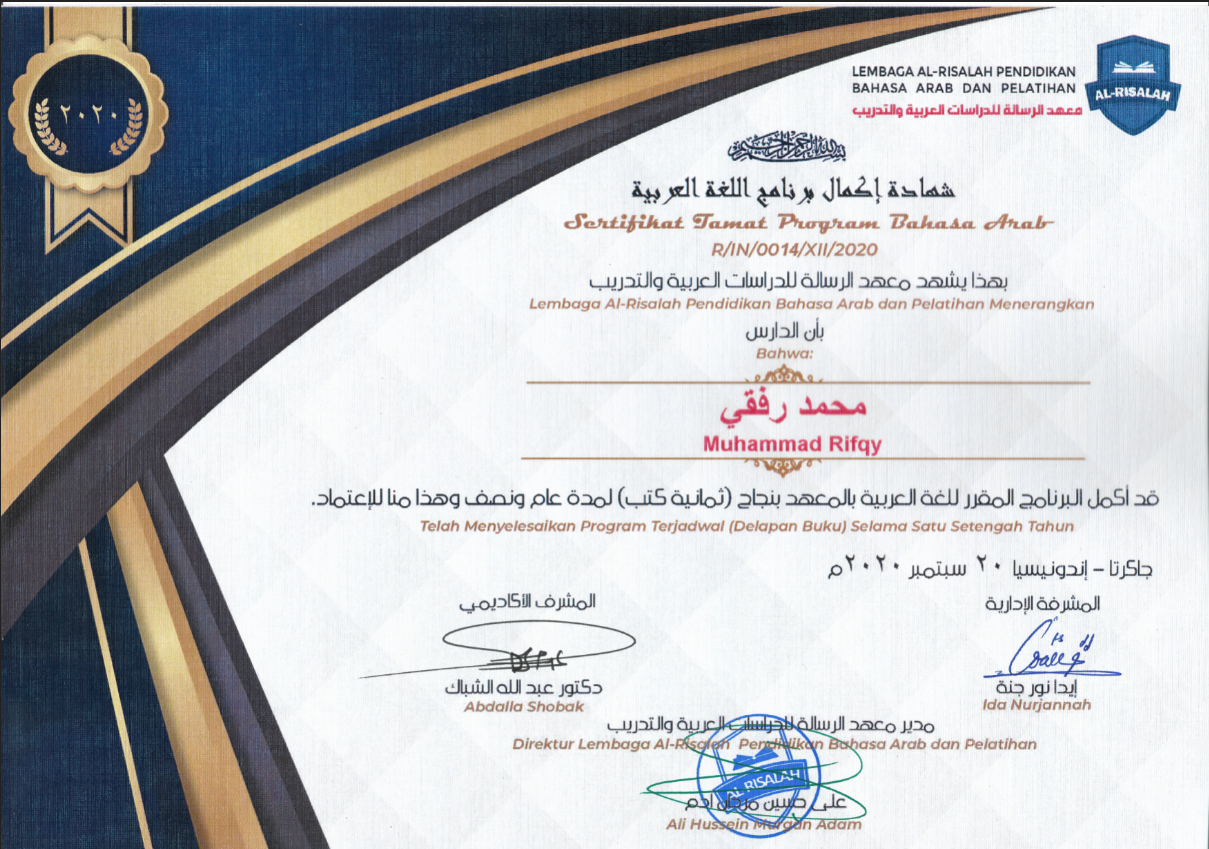 ٢٠٢٠
LEMBAGA AL-RISALAH PENDIDIKAN
BAHASA ARAB DAN PELATIHAN
معهد الرسالة للدراسات العربية والتدريب
AL-RISALAH
بسم الله الرحمن الرحيم
شهادة إكمال برنامج اللغة العربية
Sertifikat Tamat Program Bahasa Arab
R/IN/0014/XII/2020
بهذا يشهد معهد الرسالة للدراسات العربية والتدريب
Lembaga Al-Risalah Pendidikan Bahasa Arab dan Pelatihan Menerangkan
بأن الدارس
Bahwa:
محمد رفقي
Muhammad Rifqy
قد أكمل البرنامج المقرر للغة العربية بالمعهد بنجاح (ثمانية كتب) لمدة عام ونصف وهذا منا للإعتماد.
Telah Menyelesaikan Program Terjadwal (Delapan Buku) Selama Satu Setengah Tahun
جاكرتا – إندونيسيا ٢٠ سبتمبر ٢٠٢٠م
المشرفة الإدارية
إيدا نور جنة
Ida Nurjannah
المشرف الأكاديمي
دكتور عبد الله الشباك
Abdalla Shobak
مدير معهد الرسالة للدراسات العربية والتدريب
Direktur Lembaga Al-Risalah Pendidikan Bahasa Arab dan Pelatihan
AL-RISALAH
علي حسين مرجان آدم
Ali Hussein Murgan Adam